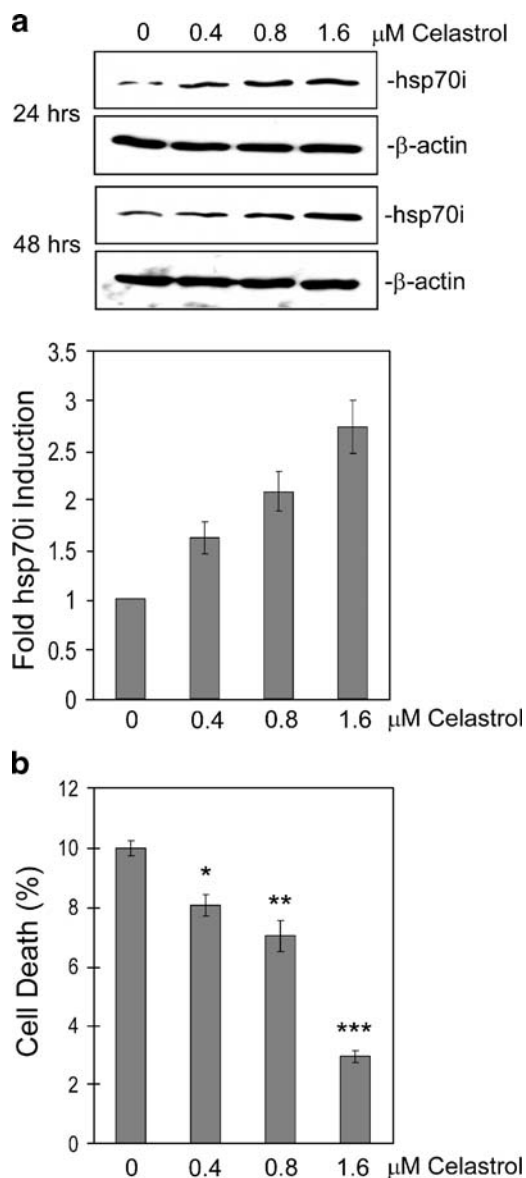 a
0 0.4 0.8 1.6 μM Celastrol
-hsp70i
24 hrs
-β-actin
-hsp70i
48 hrs
-β-actin
Fold hsp70i Induction
3.5
3
2.5
2
1.5
1
0.5
0
0 0.4 0.8 1.6 μM Celastrol
b
Cell Death (%)
12
10
8
6
4
2
0
*
**
***
0 0.4 0.8 1.6 μM Celastrol